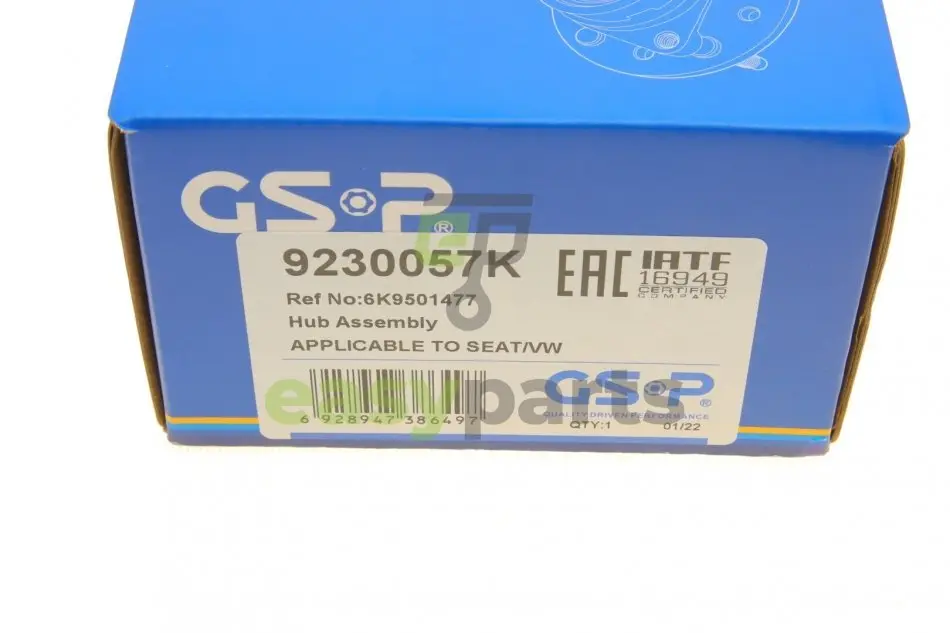 GSP®
9230057K
EAC
IATF
16949
CERTIFIED
COMPANY
Ref No:6K9501477
Hub Assembly
APPLICABLE TO SEAT/VW
easyparts
GSP®
QUALITY DRIVEN PERFORMANCE
6 928947 386497
QTY:1 01/22